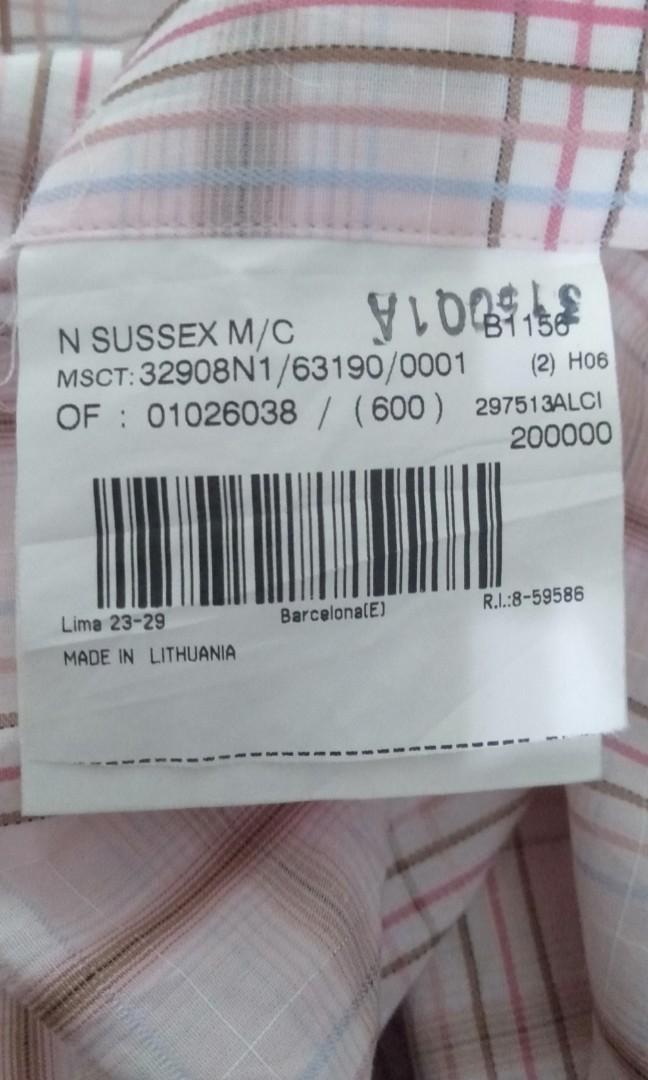 N SUSSEX M/C B1156
MSCT: 32908N1/63190/0001 (2) H06
OF : 01026038 / (600) 297513ALCI
200000
Lima 23-29 Barcelona(E) R.I.:8-59586
MADE IN LITHUANIA